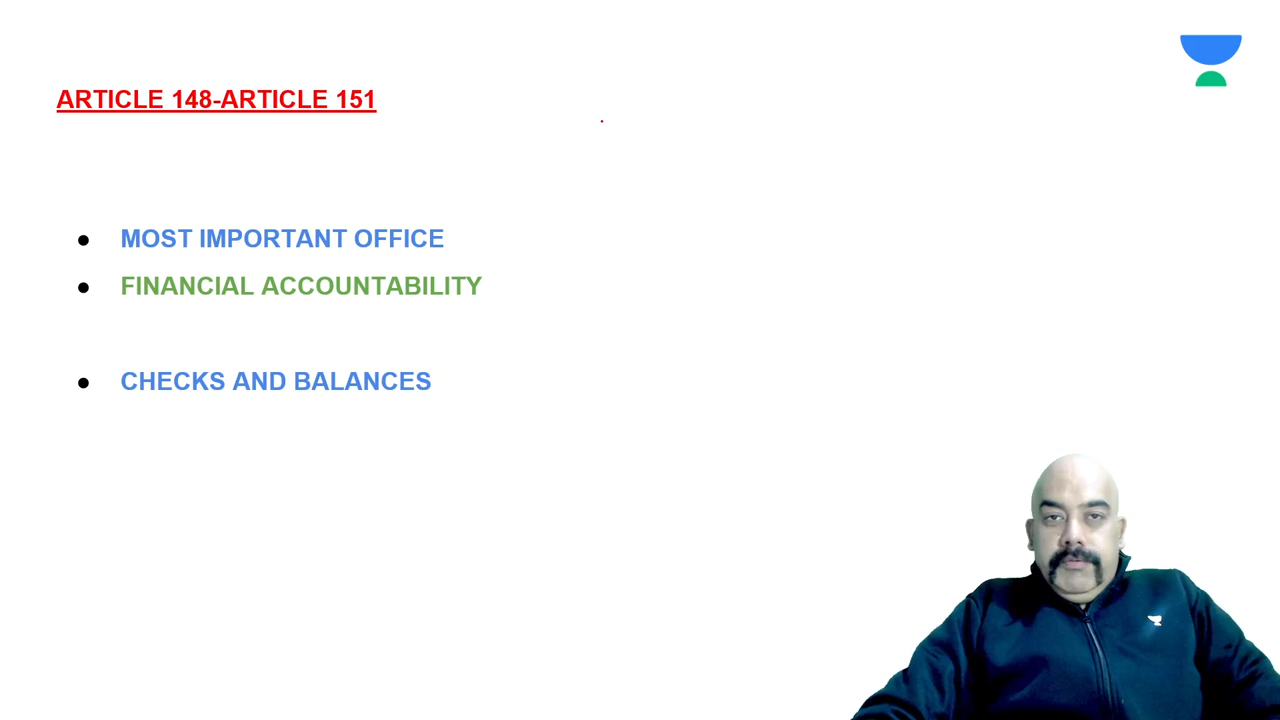 ARTICLE 148-ARTICLE 151
● MOST IMPORTANT OFFICE
● FINANCIAL ACCOUNTABILITY
● CHECKS AND BALANCES